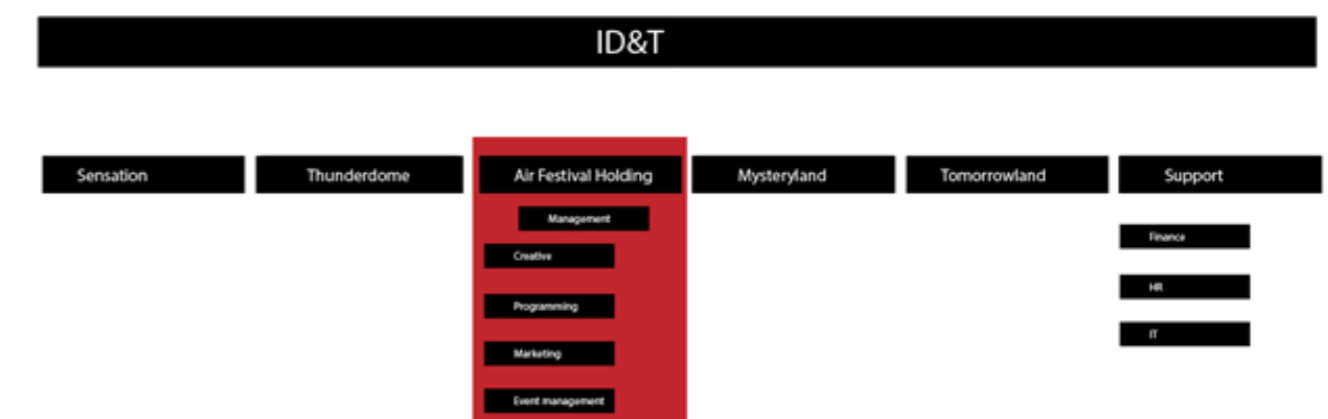 ID&T
Sensation
Thunderdome
Air Festival Holding
Mysteryland
Tomorrowland
Support
Management
Creative
Programming
Marketing
Event management
Finance
HR
IT